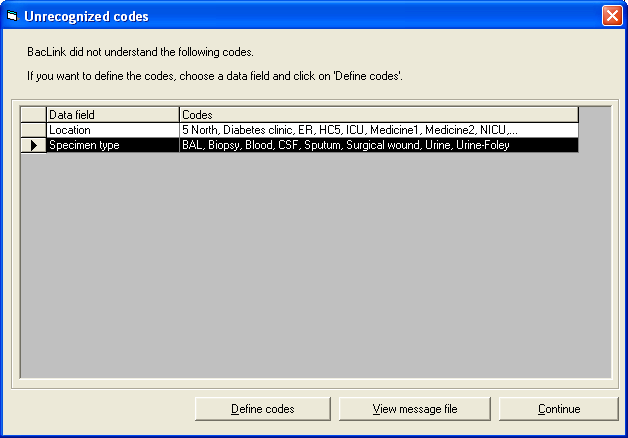 Unrecognized codes
BacLink did not understand the following codes.
If you want to define the codes, choose a data field and click on 'Define codes'.
Data field Codes
Location 5 North, Diabetes clinic, ER, HC5, ICU, Medicine1, Medicine2, NICU,...
Specimen type BAL, Biopsy, Blood, CSF, Sputum, Surgical wound, Urine, Urine-Foley
Define codes View message file Continue